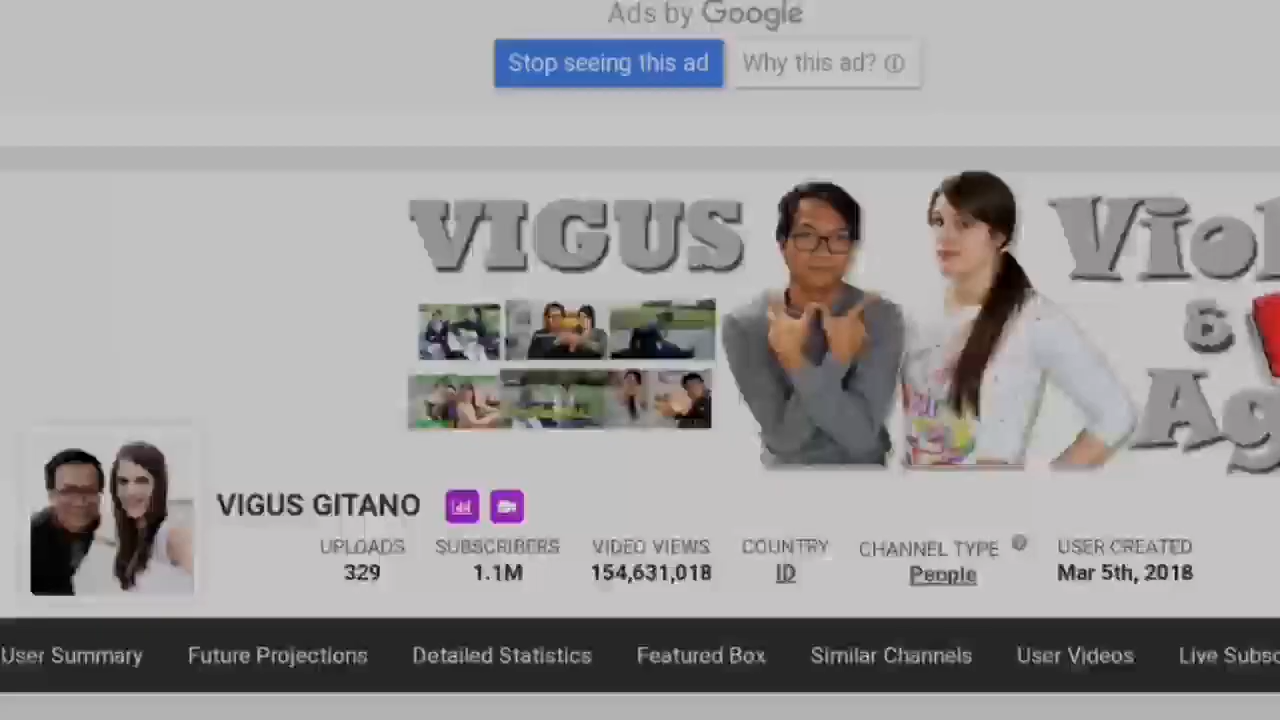 Ads by Google
Stop seeing this ad
Why this ad?
VIGUS
&
VIGUS GITANO
UPLOADS SUBSCRIBERS VIDEO VIEWS COUNTRY CHANNEL TYPE USER CREATED
329 1.1M 154,631,018 ID People Mar 5th, 2018
User Summary Future Projections Detailed Statistics Featured Box Similar Channels User Videos Live